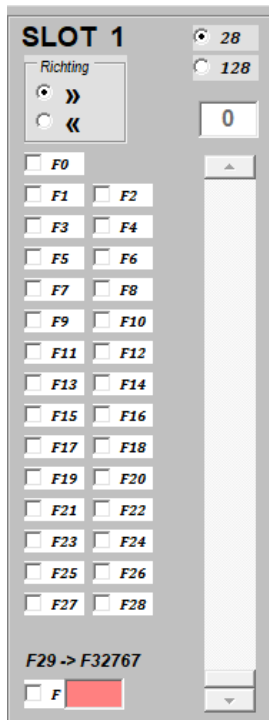 SLOT 1
28
128
Richting
»
«
0
F0
F1 F2
F3 F4
F5 F6
F7 F8
F9 F10
F11 F12
F13 F14
F15 F16
F17 F18
F19 F20
F21 F22
F23 F24
F25 F26
F27 F28
F29 -> F32767
F